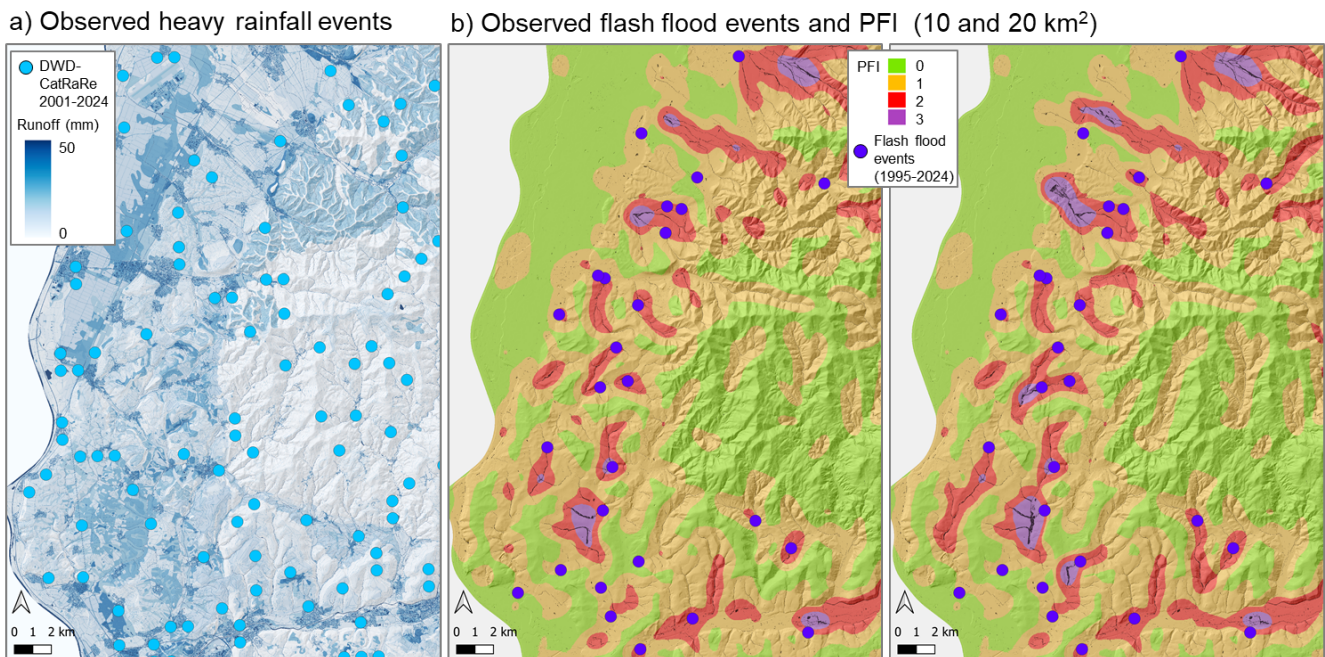 a) Observed heavy rainfall events
b) Observed flash flood events and PFI (10 and 20 km²)
DWD-
CatRaRe
2001-2024
Runoff (mm)
50
0
PFI
0
1
2
3
Flash flood
events
(1995-2024)
0 1 2 km
0 1 2 km
0 1 2 km